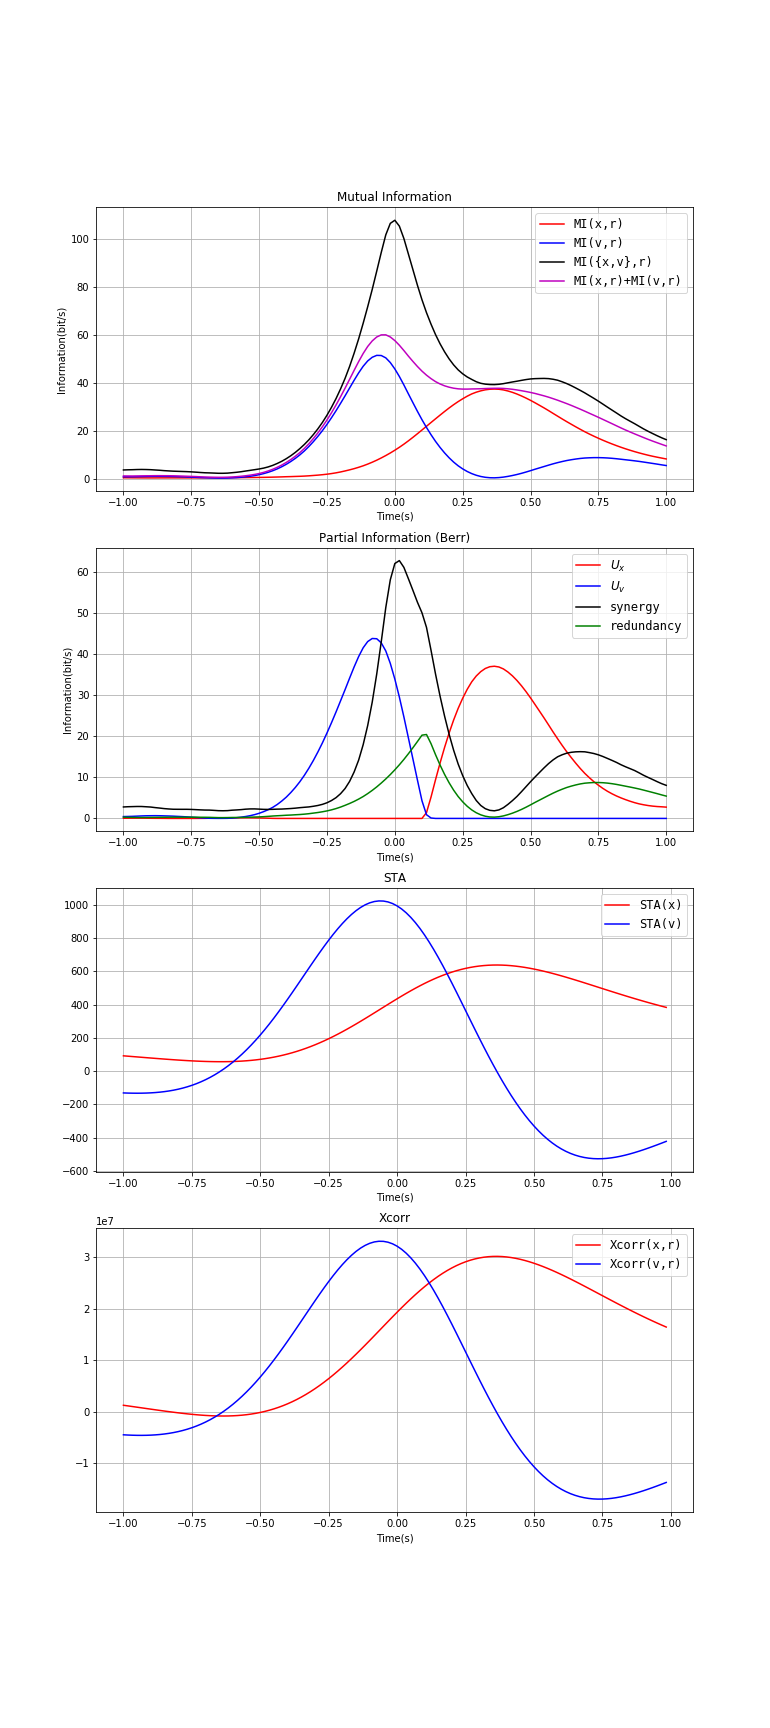 Mutual Information
MI(x,r)
MI(v,r)
MI({x,v},r)
MI(x,r)+MI(v,r)
Information(bit/s)
100
80
60
40
20
0
−1.00 −0.75 −0.50 −0.25 0.00 0.25 0.50 0.75 1.00
Time(s)
Partial Information (Berr)
Uₓ
Uᵥ
synergy
redundancy
Information(bit/s)
60
50
40
30
20
10
0
−1.00 −0.75 −0.50 −0.25 0.00 0.25 0.50 0.75 1.00
Time(s)
STA
STA(x)
STA(v)
1000
800
600
400
200
0
−200
−400
−600
−1.00 −0.75 −0.50 −0.25 0.00 0.25 0.50 0.75 1.00
Time(s)
Xcorr
1e7
Xcorr(x,r)
Xcorr(v,r)
3
2
1
0
−1
−1.00 −0.75 −0.50 −0.25 0.00 0.25 0.50 0.75 1.00
Time(s)